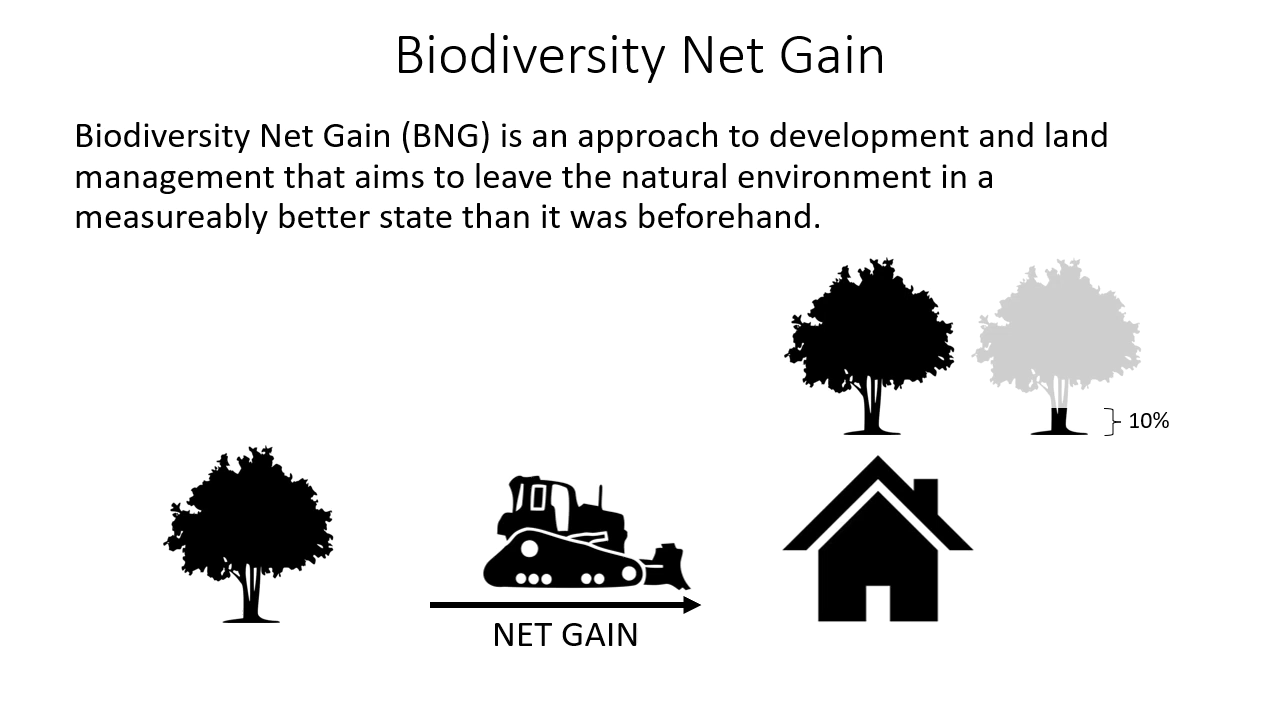 Biodiversity Net Gain
Biodiversity Net Gain (BNG) is an approach to development and land
management that aims to leave the natural environment in a
measureably better state than it was beforehand.
10%
NET GAIN